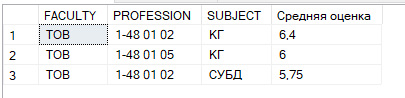 FACULTY PROFESSION SUBJECT Средняя оценка
1 ТОВ 1-48 01 02 КГ 6,4
2 ТОВ 1-48 01 05 КГ 6
3 ТОВ 1-48 01 02 СУБД 5,75